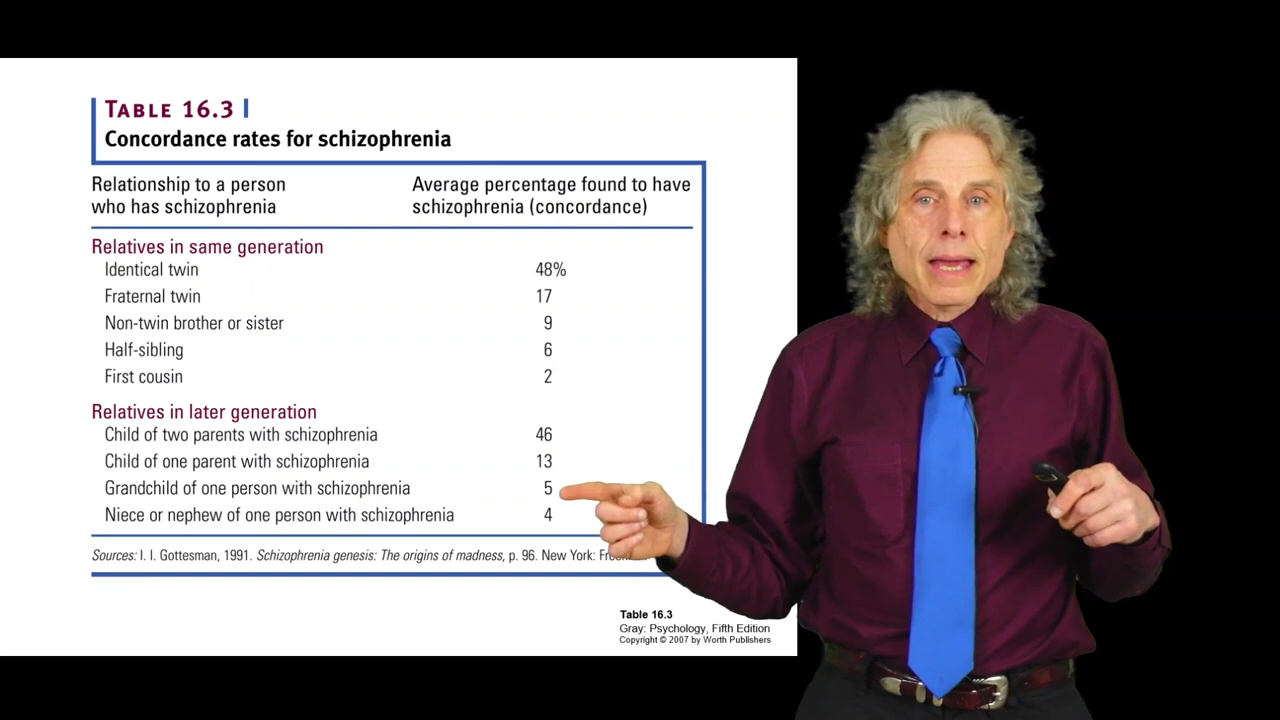 TABLE 16.3
Concordance rates for schizophrenia
Relationship to a person who has schizophrenia
Average percentage found to have schizophrenia (concordance)
Relatives in same generation
Identical twin 48%
Fraternal twin 17
Non-twin brother or sister 9
Half-sibling 6
First cousin 2
Relatives in later generation
Child of two parents with schizophrenia 46
Child of one parent with schizophrenia 13
Grandchild of one person with schizophrenia 5
Niece or nephew of one person with schizophrenia 4
Sources: I. I. Gottesman, 1991. Schizophrenia genesis: The origins of madness, p. 96. New York:
Table 16.3
Gray: Psychology, Fifth Edition
Copyright © 2007 by Worth Publishers